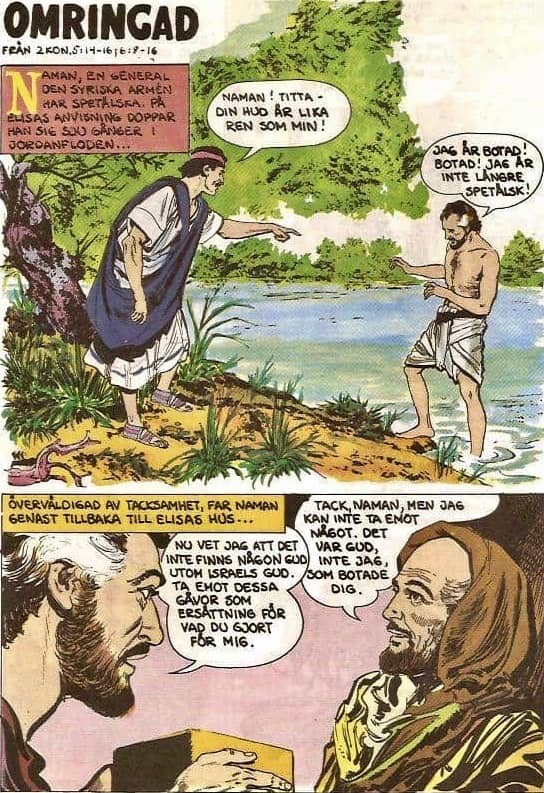 OMRINGAD
FRÅN 2 KON, 5:14-16; 6:8-16
NAMAN, EN GENERAL
DEN SYRISKA ARMÉN
HAR SPETÄLSKA. PÅ
ELISAS ANVISNING DOPPAR
HAN SIG SJU GÅNGER I
JORDANFLODEN...
NAMAN! TITTA -
DIN HUD ÄR LIKA
REN SOM MIN!
JAG ÄR BOTAD!
BOTAD! JAG ÄR
INTE LÄNGRE
SPETÄLSK!
ÖVERVÄLDIGAD AV TACKSAMHET, FAR NAMAN
GENAST TILLBAKA TILL ELISAS HUS...
NU VET JAG ATT DET
INTE FINNS NÅGON GUD
UTOM ISRAELS GUD.
TA EMOT DESSA
GÅVOR SOM
ERSÄTTNING FÖR
VAD DU GJORT
FÖR MIG.
TACK, NAMAN, MEN JAG
KAN INTE TA EMOT
NÅGOT. DET
VAR GUD,
INTE JAG,
SOM BOTADE
DIG.